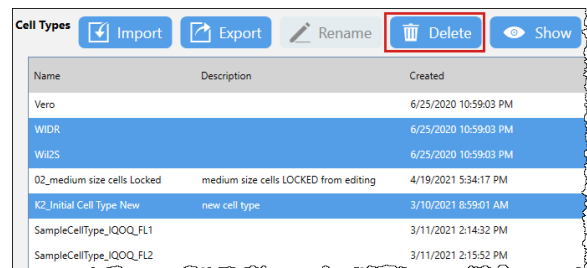 Cell Types Import Export Rename Delete Show
Name Description Created
Vero 6/25/2020 10:59:03 PM
WIDR 6/25/2020 10:59:03 PM
Wil2S 6/25/2020 10:59:03 PM
02_medium size cells Locked medium size cells LOCKED from editing 4/19/2021 5:34:17 PM
K2_Initial Cell Type New new cell type 3/10/2021 8:59:01 AM
SampleCellType_IQOQ_FL1 3/11/2021 2:14:32 PM
SampleCellType_IQOQ_FL2 3/11/2021 2:15:52 PM